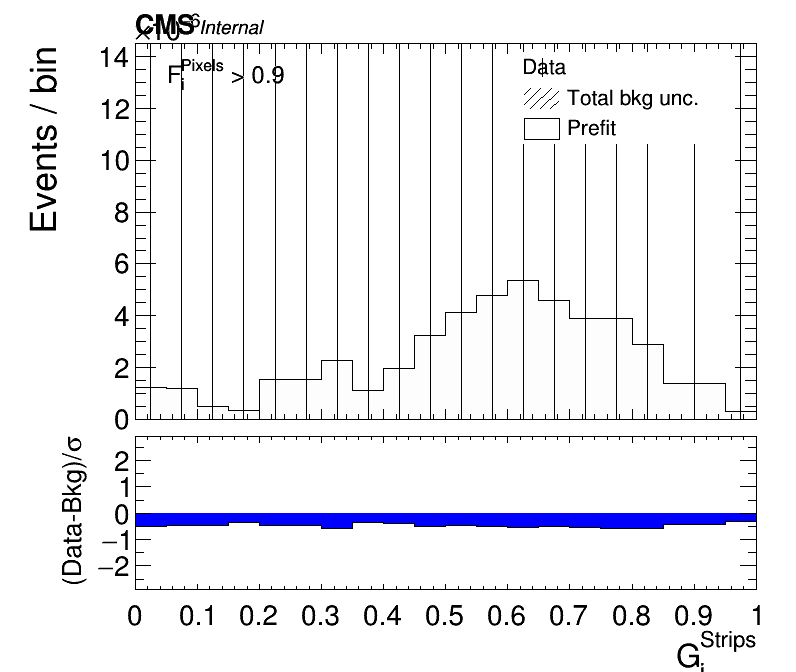 CMS Internal
×10⁻⁶
F_i^Pixels > 0.9
Data
Total bkg unc.
Prefit
Events / bin
14
12
10
8
6
4
2
0
(Data-Bkg)/σ
2
1
0
−1
−2
0 0.1 0.2 0.3 0.4 0.5 0.6 0.7 0.8 0.9 1
G_i^Strips